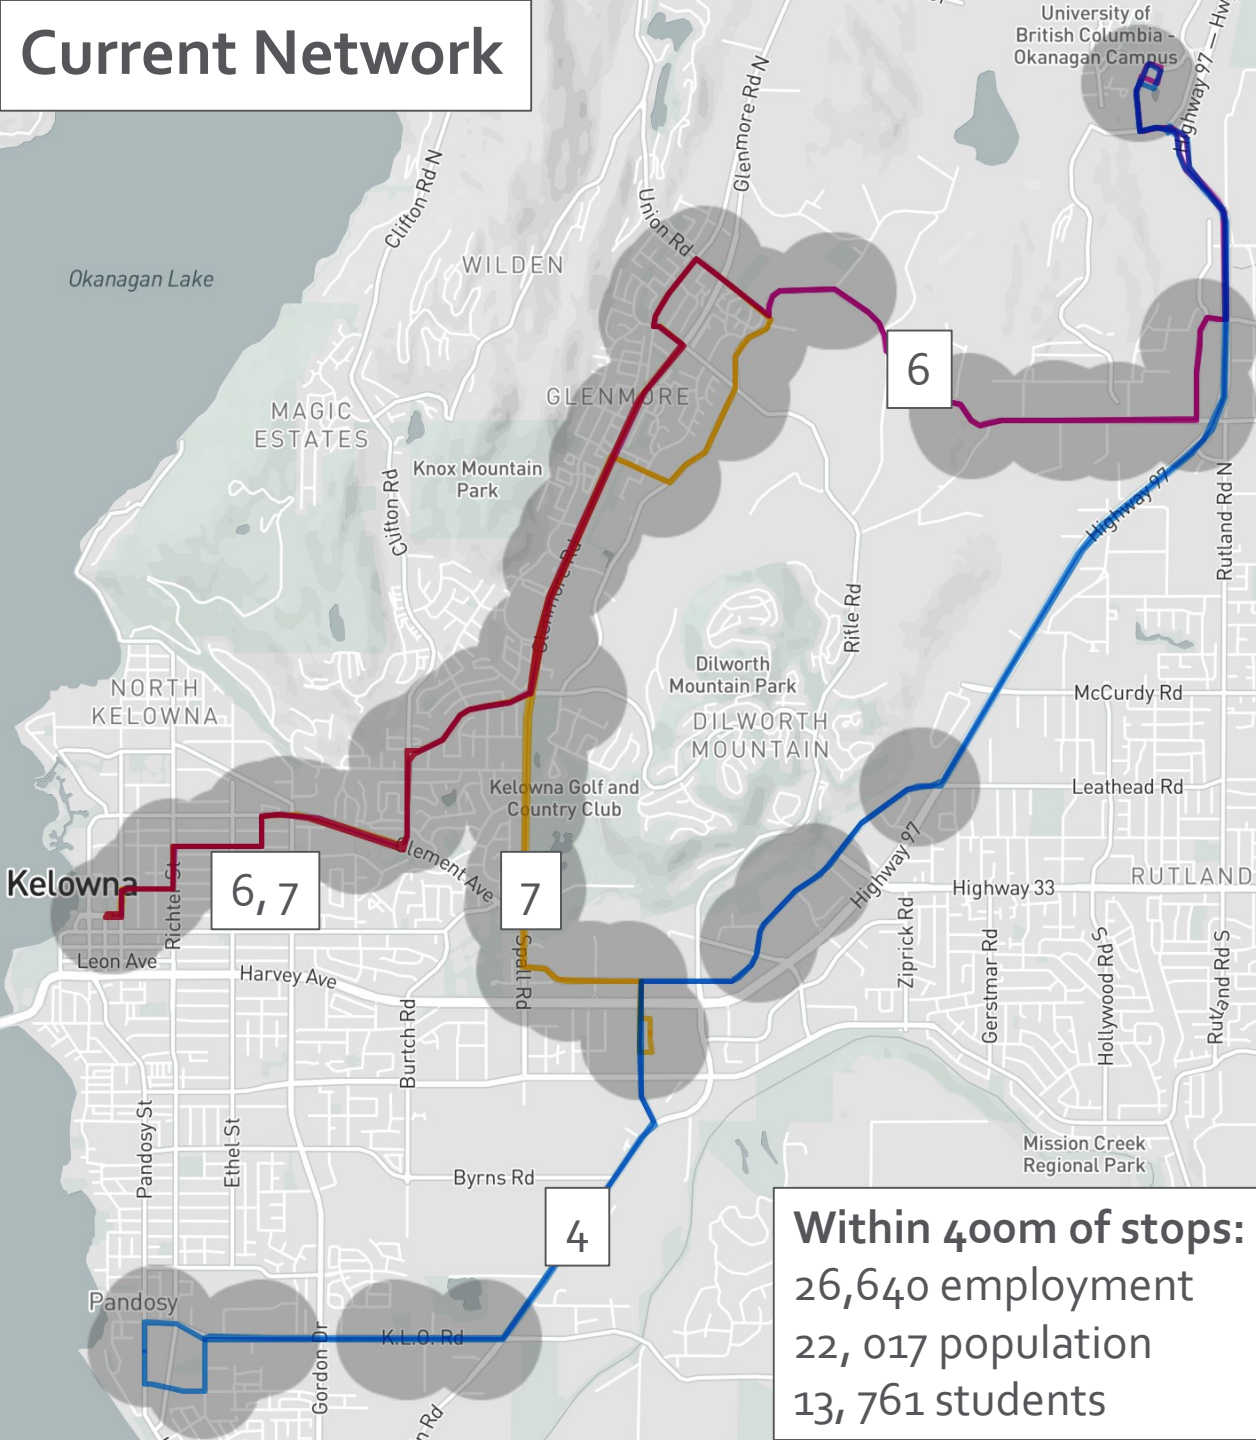 Current Network
University of
British Columbia -
Okanagan Campus
Highway 97 — Hw
Glenmore Rd N
Clifton Rd N
Union Rd
WILDEN
Okanagan Lake
6
GLENMORE
MAGIC
ESTATES
Knox Mountain
Park
Clifton Rd
Highway 97
Rutland Rd N
Glenmore Rd
Rifle Rd
Dilworth
Mountain Park
DILWORTH
MOUNTAIN
McCurdy Rd
NORTH
KELOWNA
Kelowna Golf and
Country Club
Leathead Rd
Clement Ave
Highway 97
Kelowna
6, 7
7
Highway 33
RUTLAND
Richter St
Leon Ave
Harvey Ave
Spall Rd
Burtch Rd
Ziprick Rd
Gerstmar Rd
Hollywood Rd S
Rutland Rd S
Pandosy St
Ethel St
Byrns Rd
Mission Creek
Regional Park
4
Pandosy
Gordon Dr
K.L.O. Rd
n Rd
Within 400m of stops:
26,640 employment
22, 017 population
13, 761 students